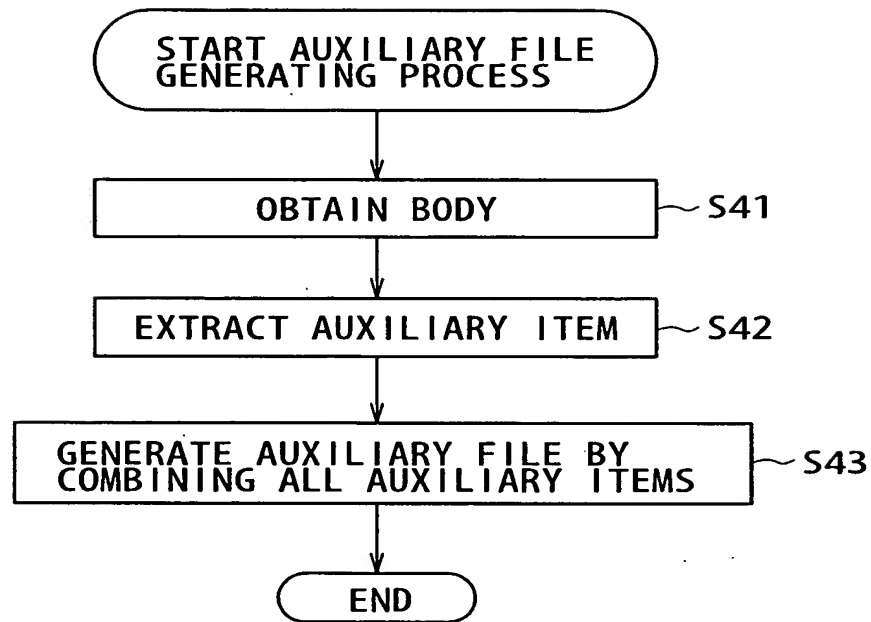 START AUXILIARY FILE
GENERATING PROCESS
OBTAIN BODY
S41
EXTRACT AUXILIARY ITEM
S42
GENERATE AUXILIARY FILE BY
COMBINING ALL AUXILIARY ITEMS
S43
END